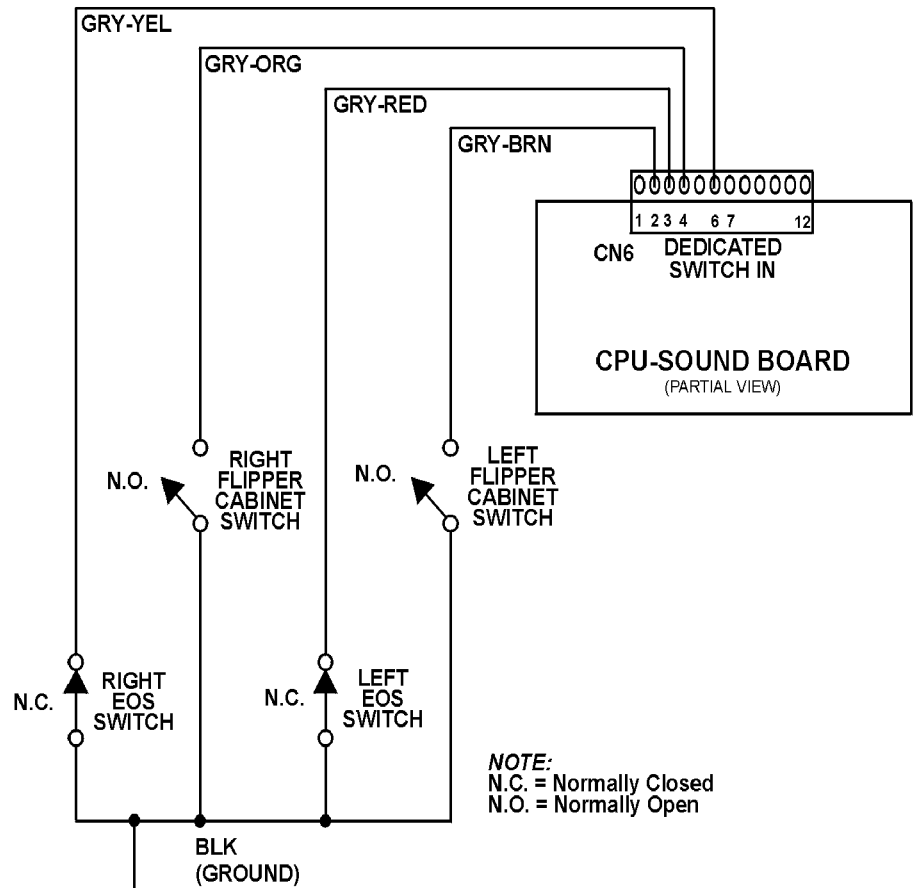 GRY-YEL
GRY-ORG
GRY-RED
GRY-BRN
1 2 3 4 6 7 12
CN6
DEDICATED
SWITCH IN
CPU-SOUND BOARD
(PARTIAL VIEW)
N.O.
RIGHT
FLIPPER
CABINET
SWITCH
N.O.
LEFT
FLIPPER
CABINET
SWITCH
N.C.
RIGHT
EOS
SWITCH
N.C.
LEFT
EOS
SWITCH
NOTE:
N.C. = Normally Closed
N.O. = Normally Open
BLK
(GROUND)